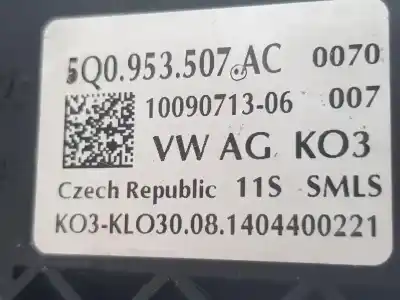 5Q0.953.507.AC 0070
10090713-06 007
VW AG KO3
Czech Republic 11S SMLS
KO3-KLO30.08.1404400221